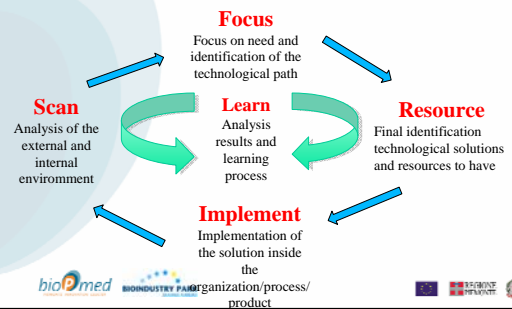 Focus
Focus on need and
identification of the
technological path
Scan
Analysis of the
external and
internal
enviromment
Learn
Analysis
results and
learning
process
Resource
Final identification
technological solutions
and resources to have
Implement
Implementation of
the solution inside
the
organization/process/
product
bioPmed
BIOINDUSTRY PARK
REGIONE
PIEMONTE